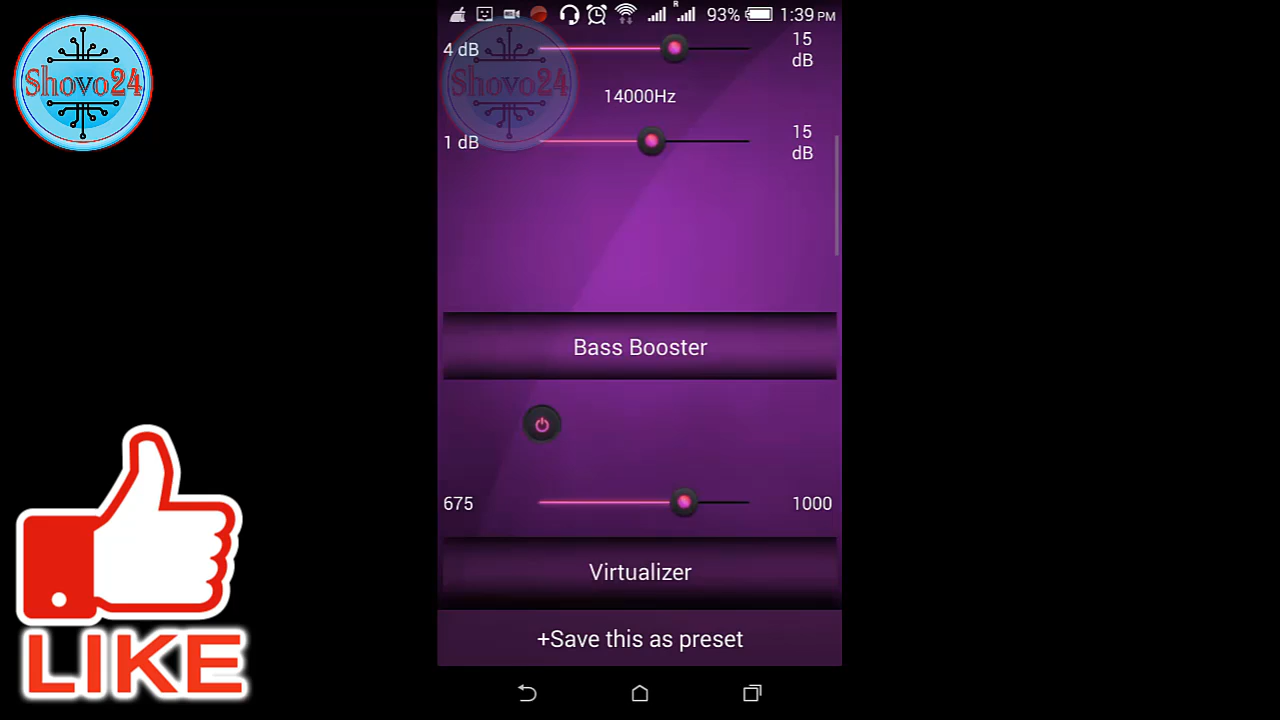 Shovo24
R
93%
1:39 PM
4 dB
15
dB
Shovo24
14000Hz
1 dB
15
dB
Bass Booster
675
1000
Virtualizer
+Save this as preset
LIKE